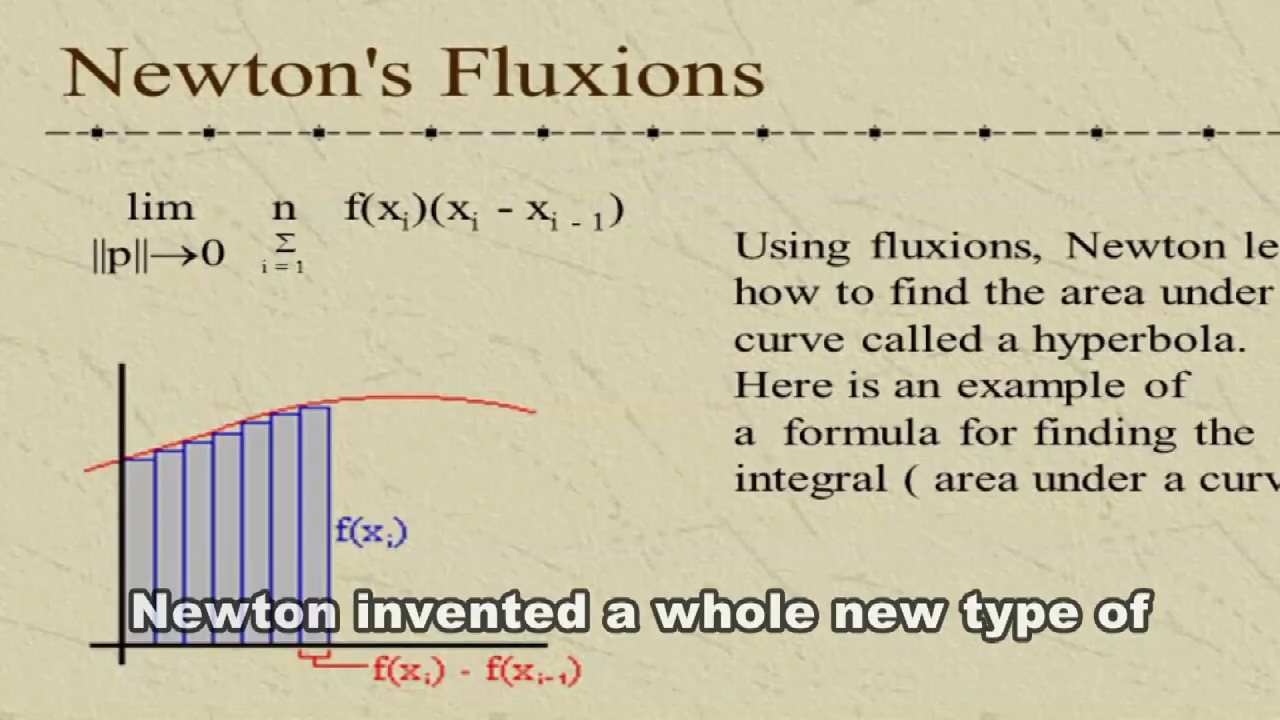 Newton's Fluxions
lim n f(xᵢ)(xᵢ - xᵢ - ₁)
||p||→0 Σ
i = 1
Using fluxions, Newton le
how to find the area under
curve called a hyperbola.
Here is an example of
a formula for finding the
integral ( area under a curv
f(xᵢ)
Newton invented a whole new type of
f(xᵢ) - f(xᵢ₋₁)